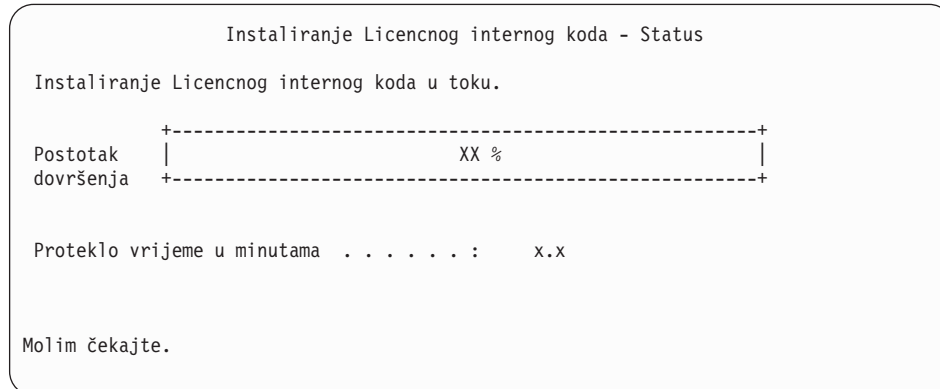 Instaliranje Licencnog internog koda - Status
Instaliranje Licencnog internog koda u toku.
+-------------------------------------------------------+
Postotak | XX % |
dovršenja +-------------------------------------------------------+
Proteklo vrijeme u minutama . . . . . . : x.x
Molim čekajte.